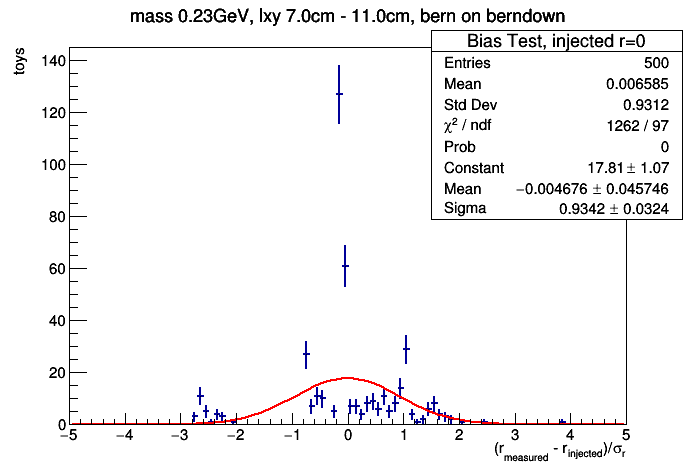 mass 0.23GeV, lxy 7.0cm - 11.0cm, bern on berndown
toys
Bias Test, injected r=0
Entries 500
Mean 0.006585
Std Dev 0.9312
χ² / ndf 1262 / 97
Prob 0
Constant 17.81 ± 1.07
Mean −0.004676 ± 0.045746
Sigma 0.9342 ± 0.0324
140
120
100
80
60
40
20
0
−5 −4 −3 −2 −1 0 1 2 3 4 5
(r_measured - r_injected)/σ_r